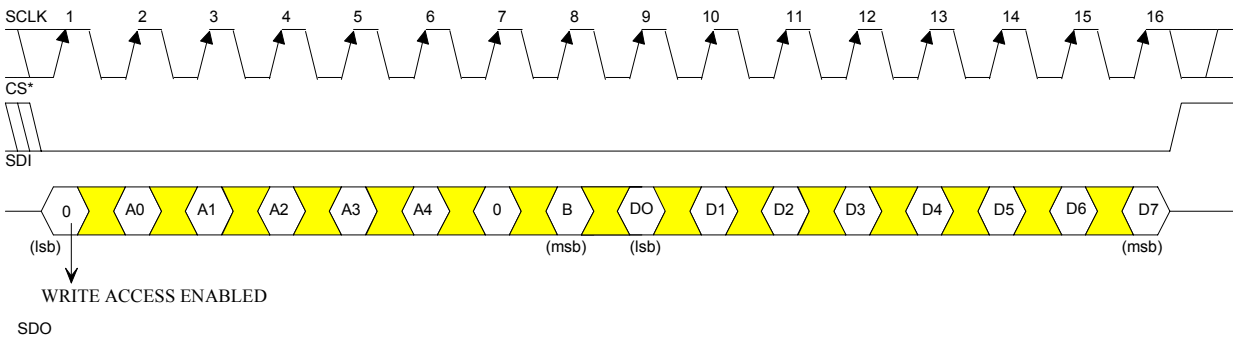 SCLK 1 2 3 4 5 6 7 8 9 10 11 12 13 14 15 16
CS*
SDI
0 A0 A1 A2 A3 A4 0 B DO D1 D2 D3 D4 D5 D6 D7
(lsb) (msb) (lsb) (msb)
WRITE ACCESS ENABLED
SDO